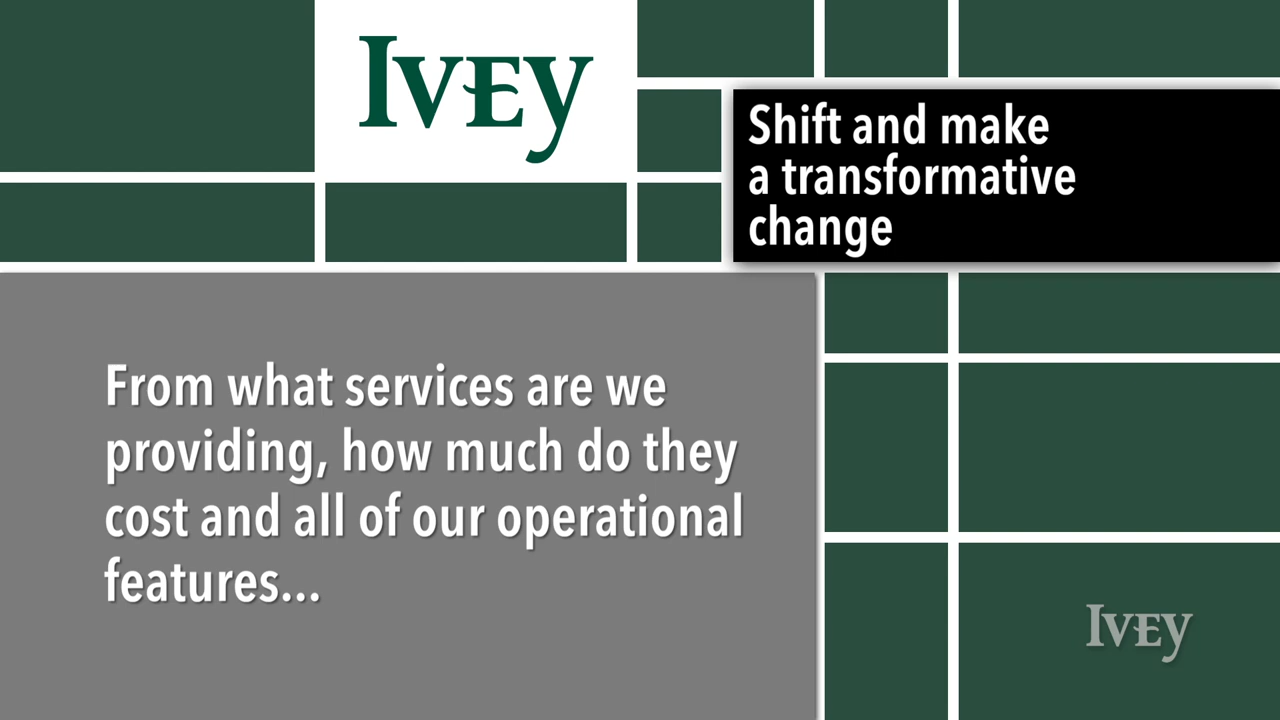 Ivey
Shift and make
a transformative
change
From what services are we
providing, how much do they
cost and all of our operational
features...
Ivey